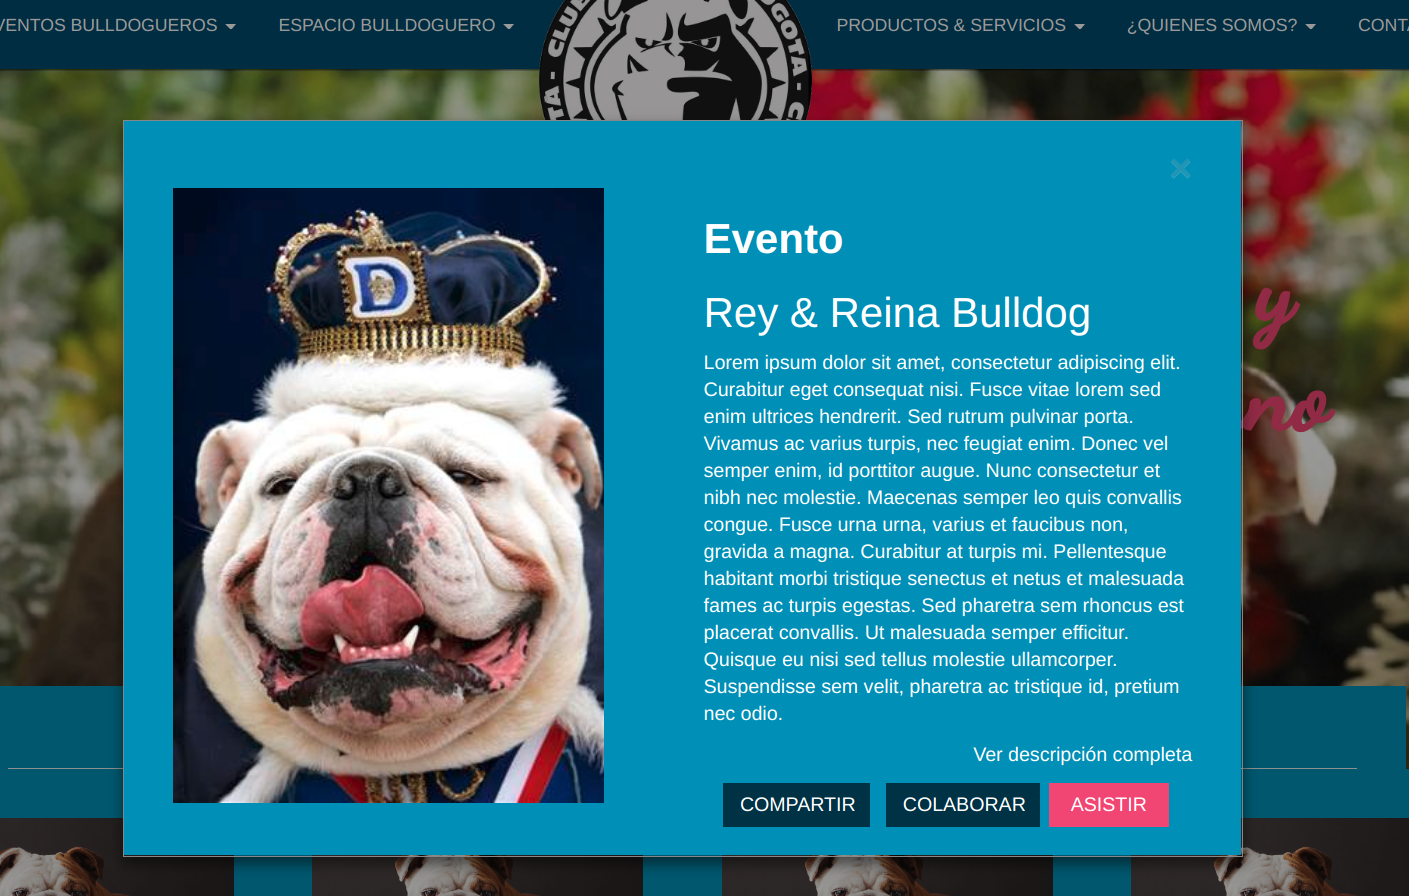 EVENTOS BULLDOGUEROS ESPACIO BULLDOGUERO PRODUCTOS & SERVICIOS ¿QUIENES SOMOS?
D
Evento
Rey & Reina Bulldog
Lorem ipsum dolor sit amet, consectetur adipiscing elit.
Curabitur eget consequat nisi. Fusce vitae lorem sed
enim ultrices hendrerit. Sed rutrum pulvinar porta.
Vivamus ac varius turpis, nec feugiat enim. Donec vel
semper enim, id porttitor augue. Nunc consectetur et
nibh nec molestie. Maecenas semper leo quis convallis
congue. Fusce urna urna, varius et faucibus non,
gravida a magna. Curabitur at turpis mi. Pellentesque
habitant morbi tristique senectus et netus et malesuada
fames ac turpis egestas. Sed pharetra sem rhoncus est
placerat convallis. Ut malesuada semper efficitur.
Quisque eu nisi sed tellus molestie ullamcorper.
Suspendisse sem velit, pharetra ac tristique id, pretium
nec odio.
Ver descripción completa
COMPARTIR COLABORAR ASISTIR
y